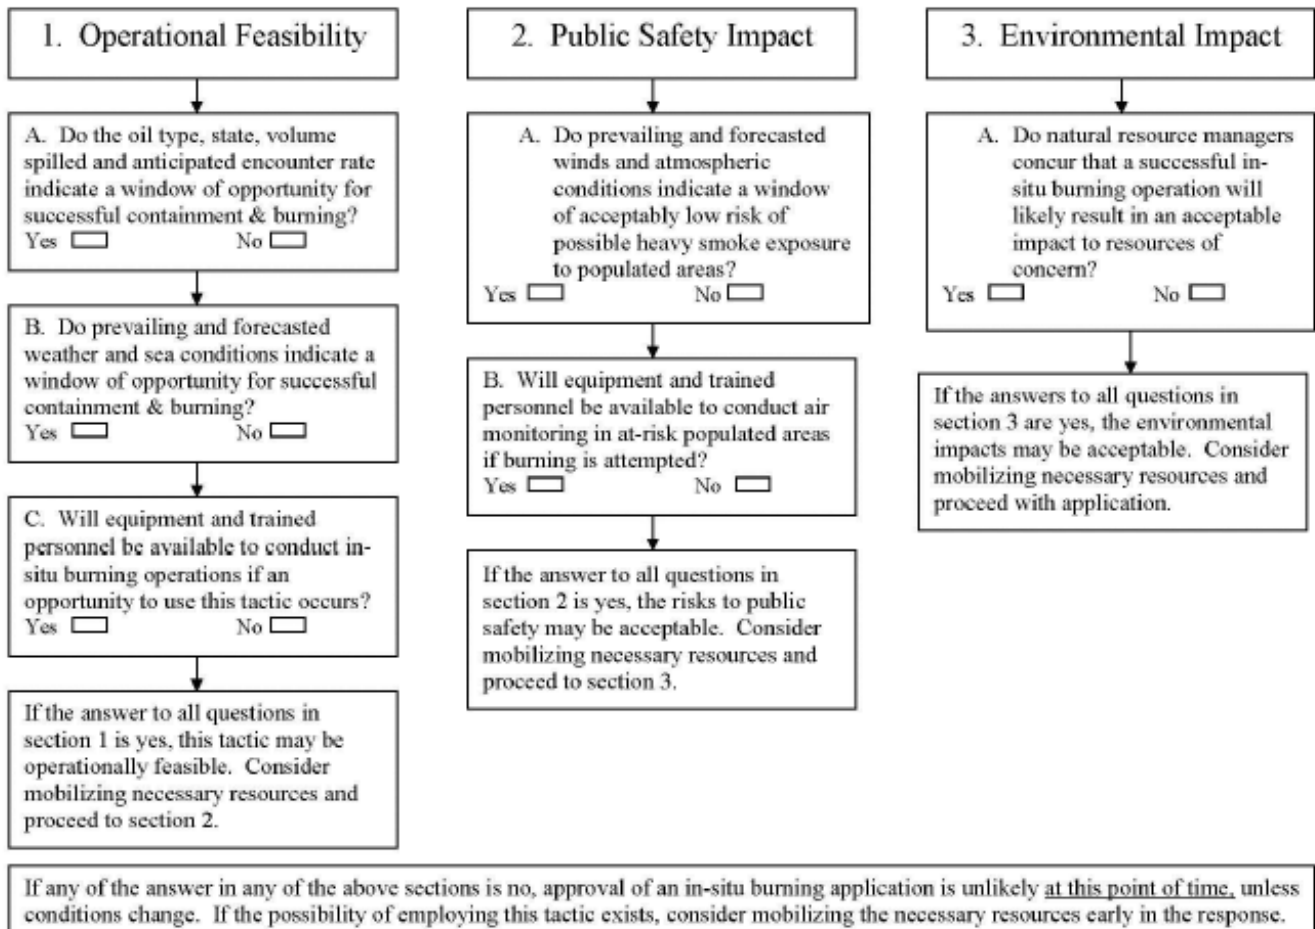 1. Operational Feasibility
A. Do the oil type, state, volume
spilled and anticipated encounter rate
indicate a window of opportunity for
successful containment & burning?
Yes No
B. Do prevailing and forecasted
weather and sea conditions indicate a
window of opportunity for successful
containment & burning?
Yes No
C. Will equipment and trained
personnel be available to conduct in-
situ burning operations if an
opportunity to use this tactic occurs?
Yes No
If the answer to all questions in
section 1 is yes, this tactic may be
operationally feasible. Consider
mobilizing necessary resources and
proceed to section 2.
2. Public Safety Impact
A. Do prevailing and forecasted
winds and atmospheric
conditions indicate a window
of acceptably low risk of
possible heavy smoke exposure
to populated areas?
Yes No
B. Will equipment and trained
personnel be available to conduct air
monitoring in at-risk populated areas
if burning is attempted?
Yes No
If the answer to all questions in
section 2 is yes, the risks to public
safety may be acceptable. Consider
mobilizing necessary resources and
proceed to section 3.
3. Environmental Impact
A. Do natural resource managers
concur that a successful in-
situ burning operation will
likely result in an acceptable
impact to resources of
concern?
Yes No
If the answers to all questions in
section 3 are yes, the environmental
impacts may be acceptable. Consider
mobilizing necessary resources and
proceed with application.
If any of the answer in any of the above sections is no, approval of an in-situ burning application is unlikely at this point of time, unless
conditions change. If the possibility of employing this tactic exists, consider mobilizing the necessary resources early in the response.